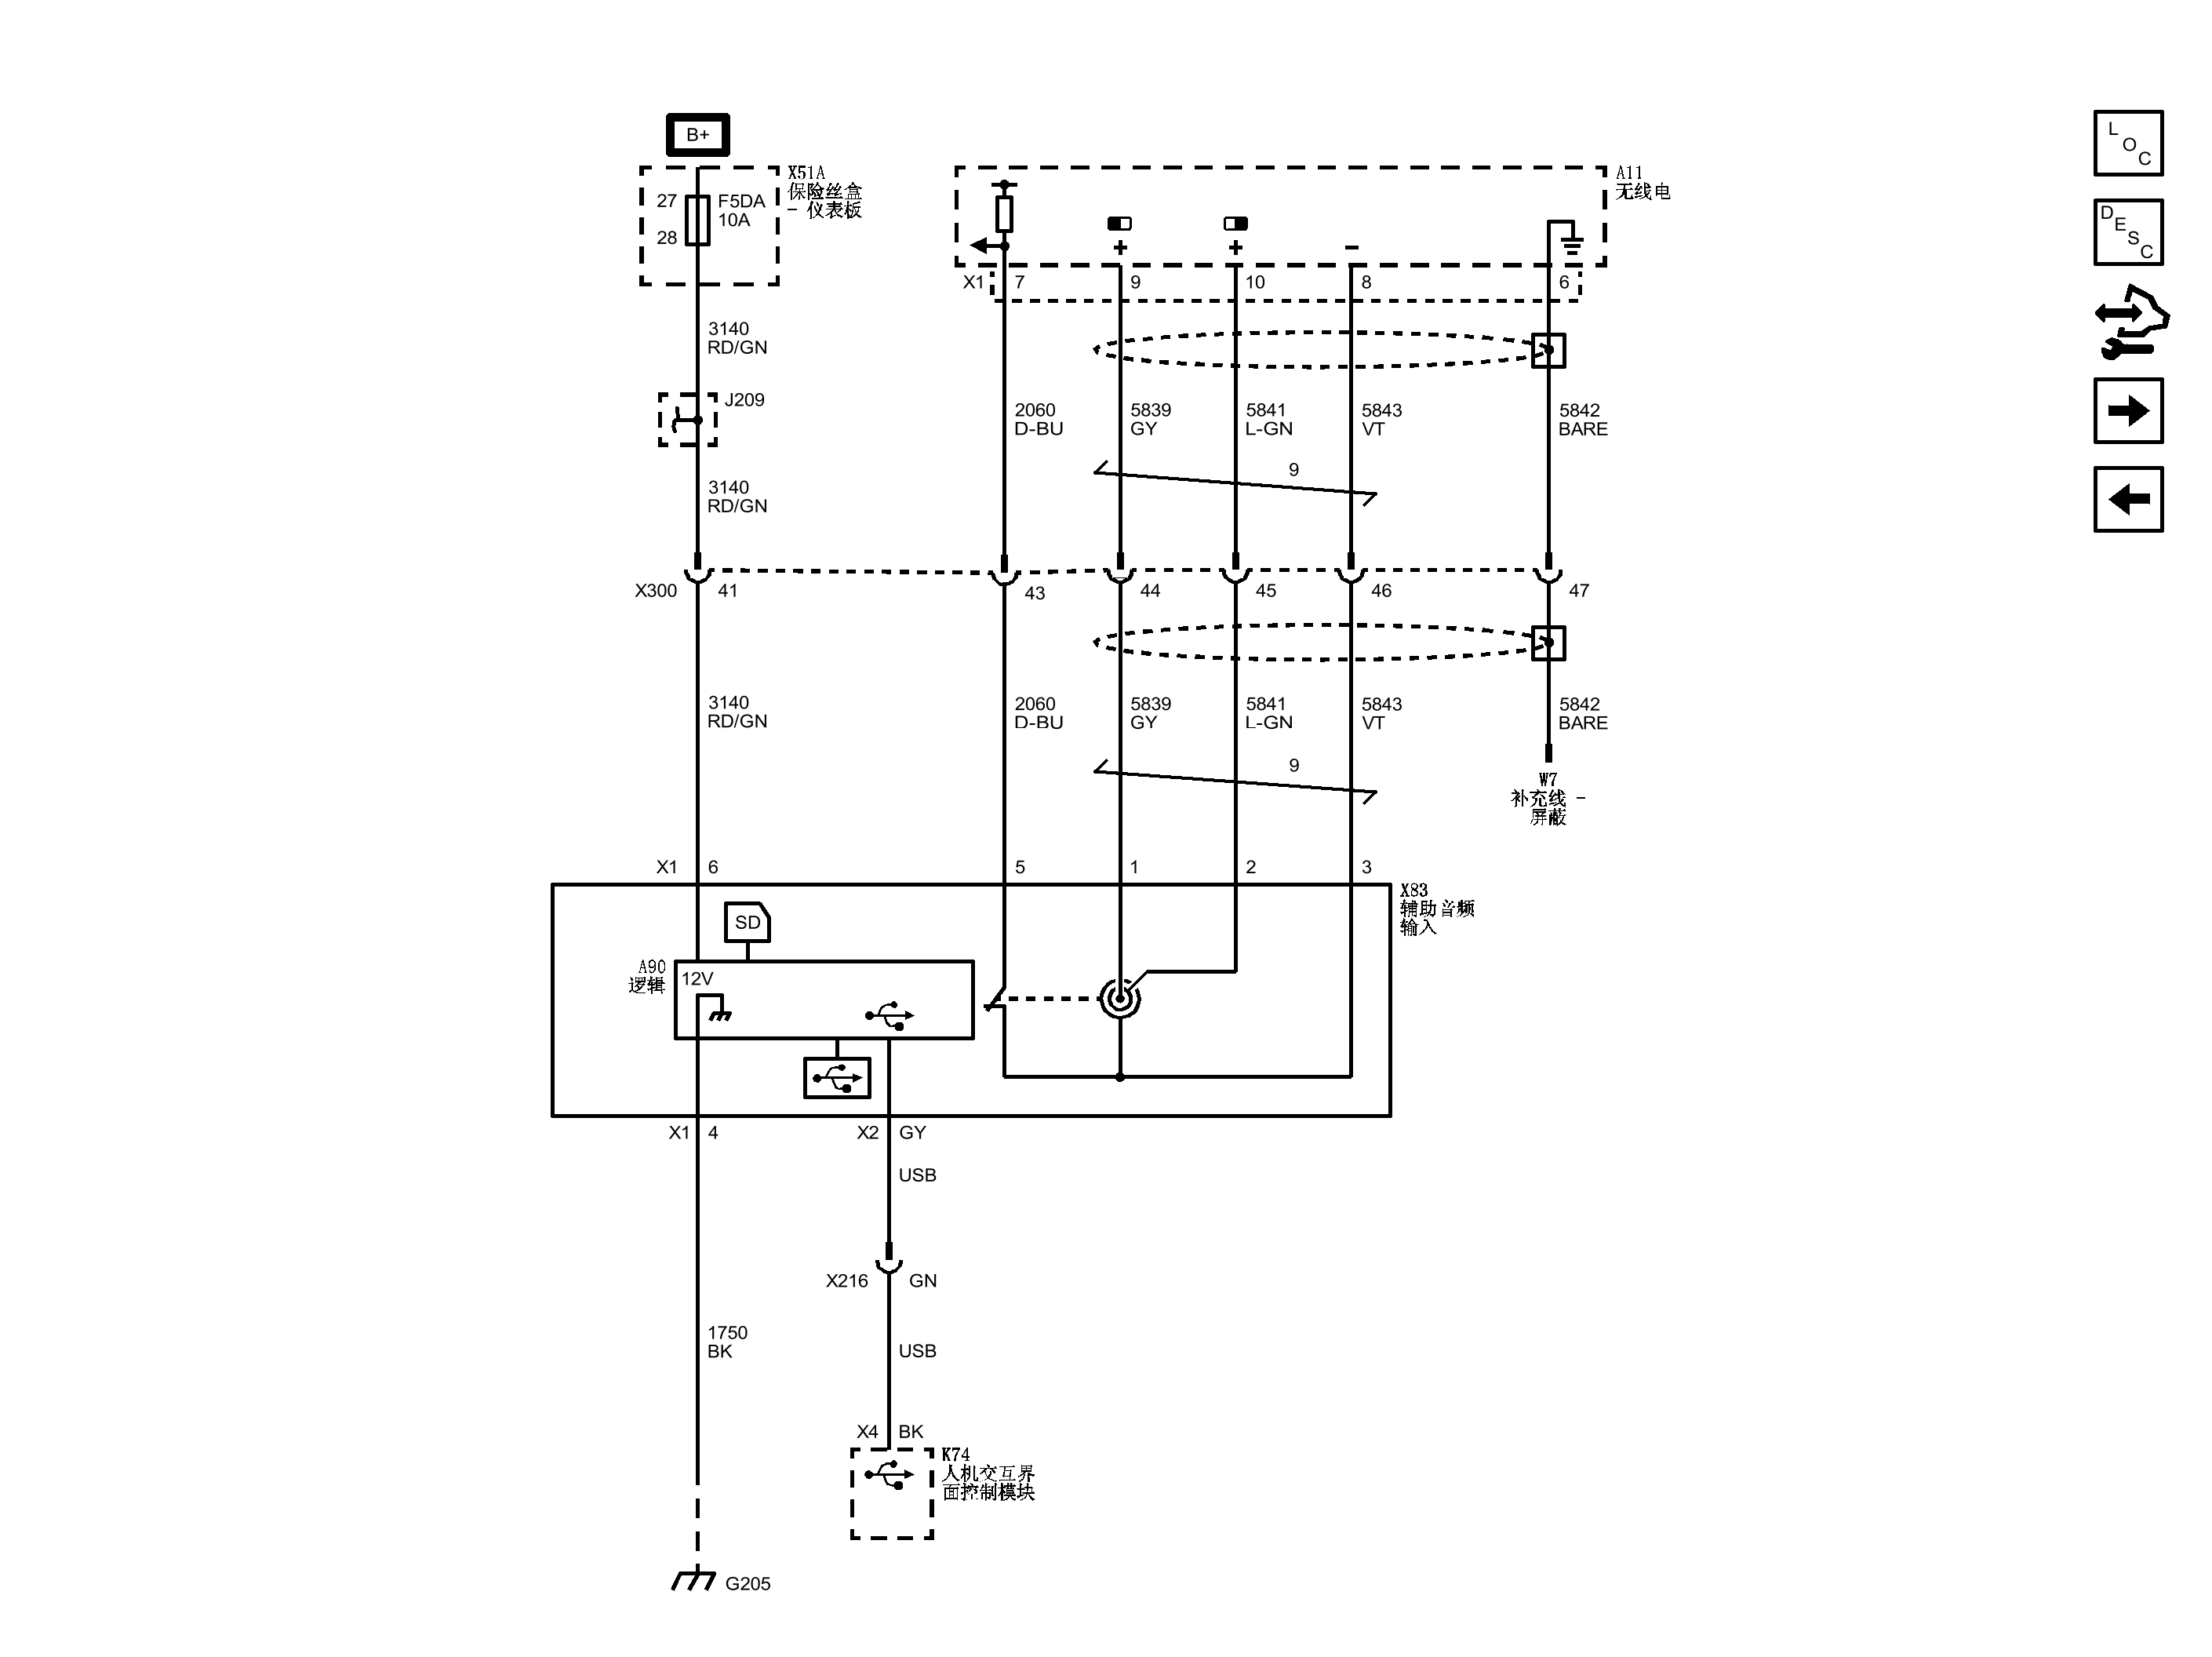 B+
X51A
保险丝盒
- 仪表板
27
28
F5DA
10A
A11
无线电
+
+
-
X1
7
9
10
8
6
L
O
C
D
E
S
C
3140
RD/GN
J209
3140
RD/GN
2060
D-BU
5839
GY
5841
L-GN
5843
VT
5842
BARE
9
X300
41
43
44
45
46
47
3140
RD/GN
2060
D-BU
5839
GY
5841
L-GN
5843
VT
5842
BARE
9
W7
补充线 -
屏蔽
X1
6
5
1
2
3
X83
辅助音频
输入
SD
A90
逻辑
12V
X1
4
X2
GY
USB
X216
GN
1750
BK
USB
X4
BK
K74
人机交互界
面控制模块
G205